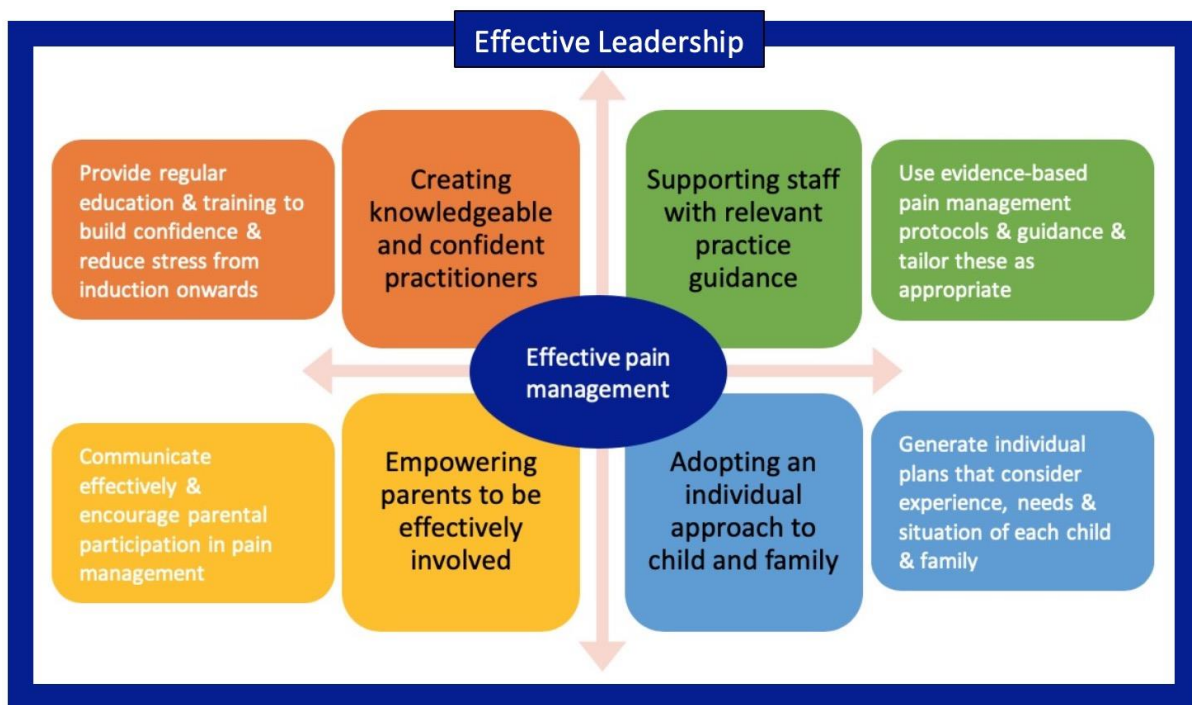 Effective Leadership
Provide regular
education & training to
build confidence &
reduce stress from
induction onwards
Creating
knowledgeable
and confident
practitioners
Supporting staff
with relevant
practice
guidance
Use evidence-based
pain management
protocols & guidance &
tailor these as
appropriate
Effective pain
management
Communicate
effectively &
encourage parental
participation in pain
management
Empowering
parents to be
effectively
involved
Adopting an
individual
approach to
child and family
Generate individual
plans that consider
experience, needs &
situation of each child
& family